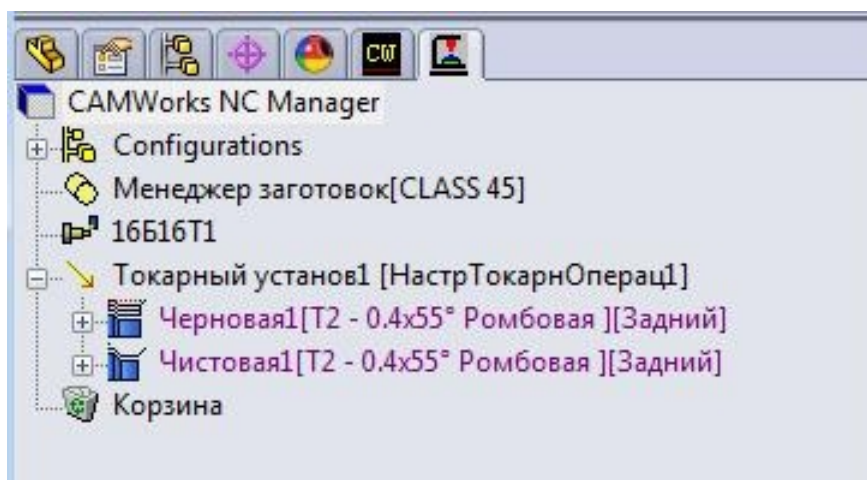 CW
CAMWorks NC Manager
Configurations
Менеджер заготовок[CLASS 45]
16Б16Т1
Токарный установ1 [НастрТокарнОперац1]
Черновая1[T2 - 0.4x55° Ромбовая ][Задний]
Чистовая1[T2 - 0.4x55° Ромбовая ][Задний]
Корзина